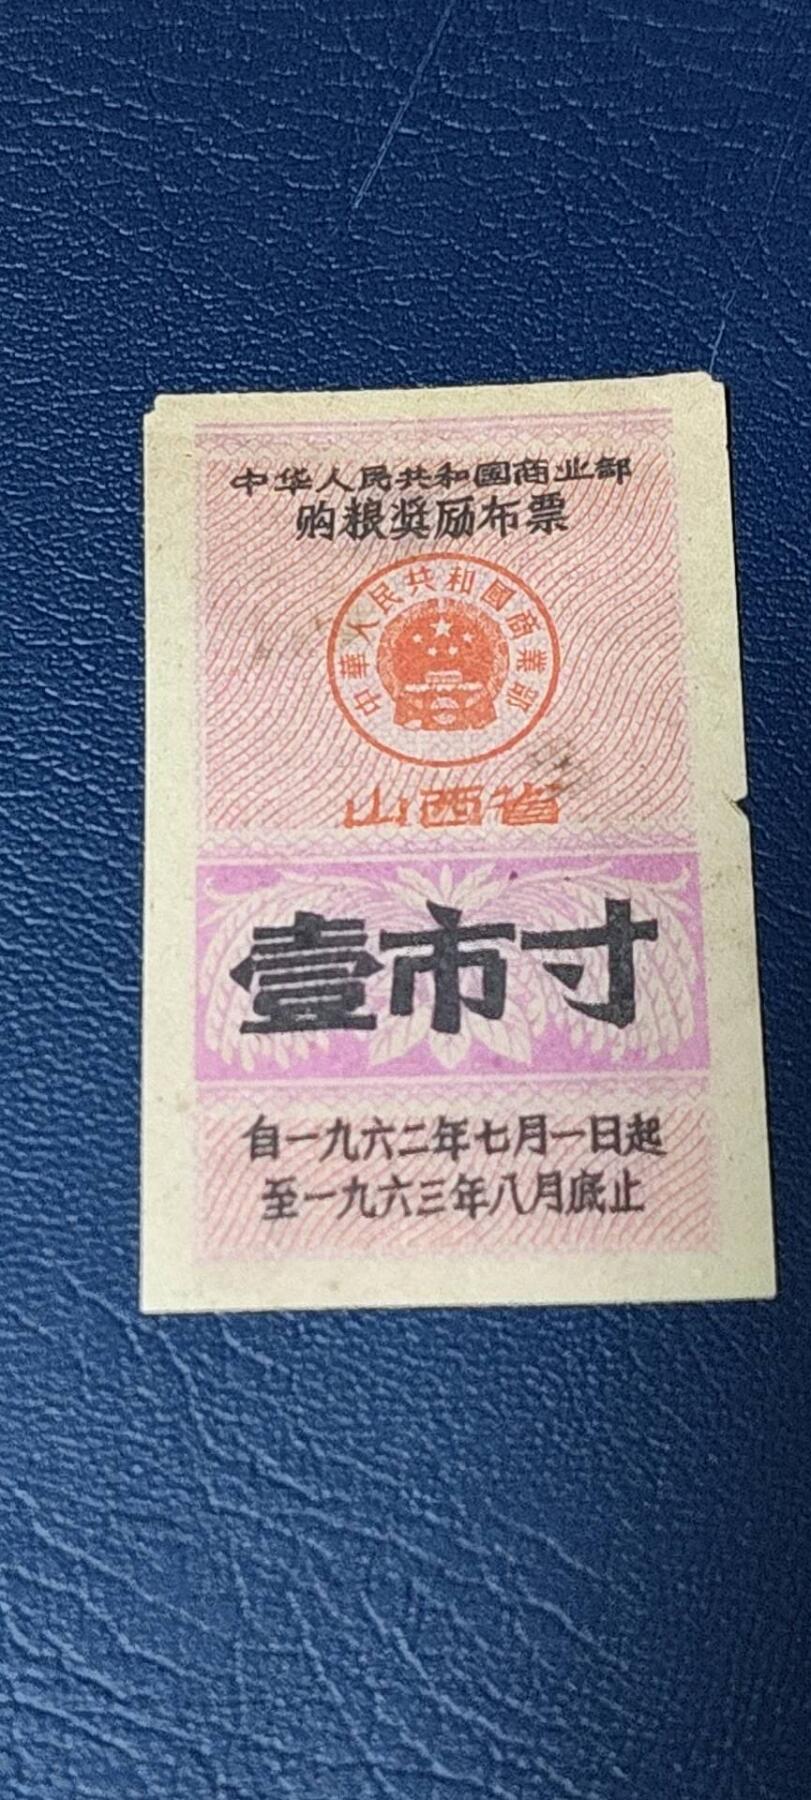 中华人民共和國商业部
购粮奖励布票
中華人民共和國商業部
山西省
壹市寸
自一九六二年七月一日起
至一九六三年八月底止